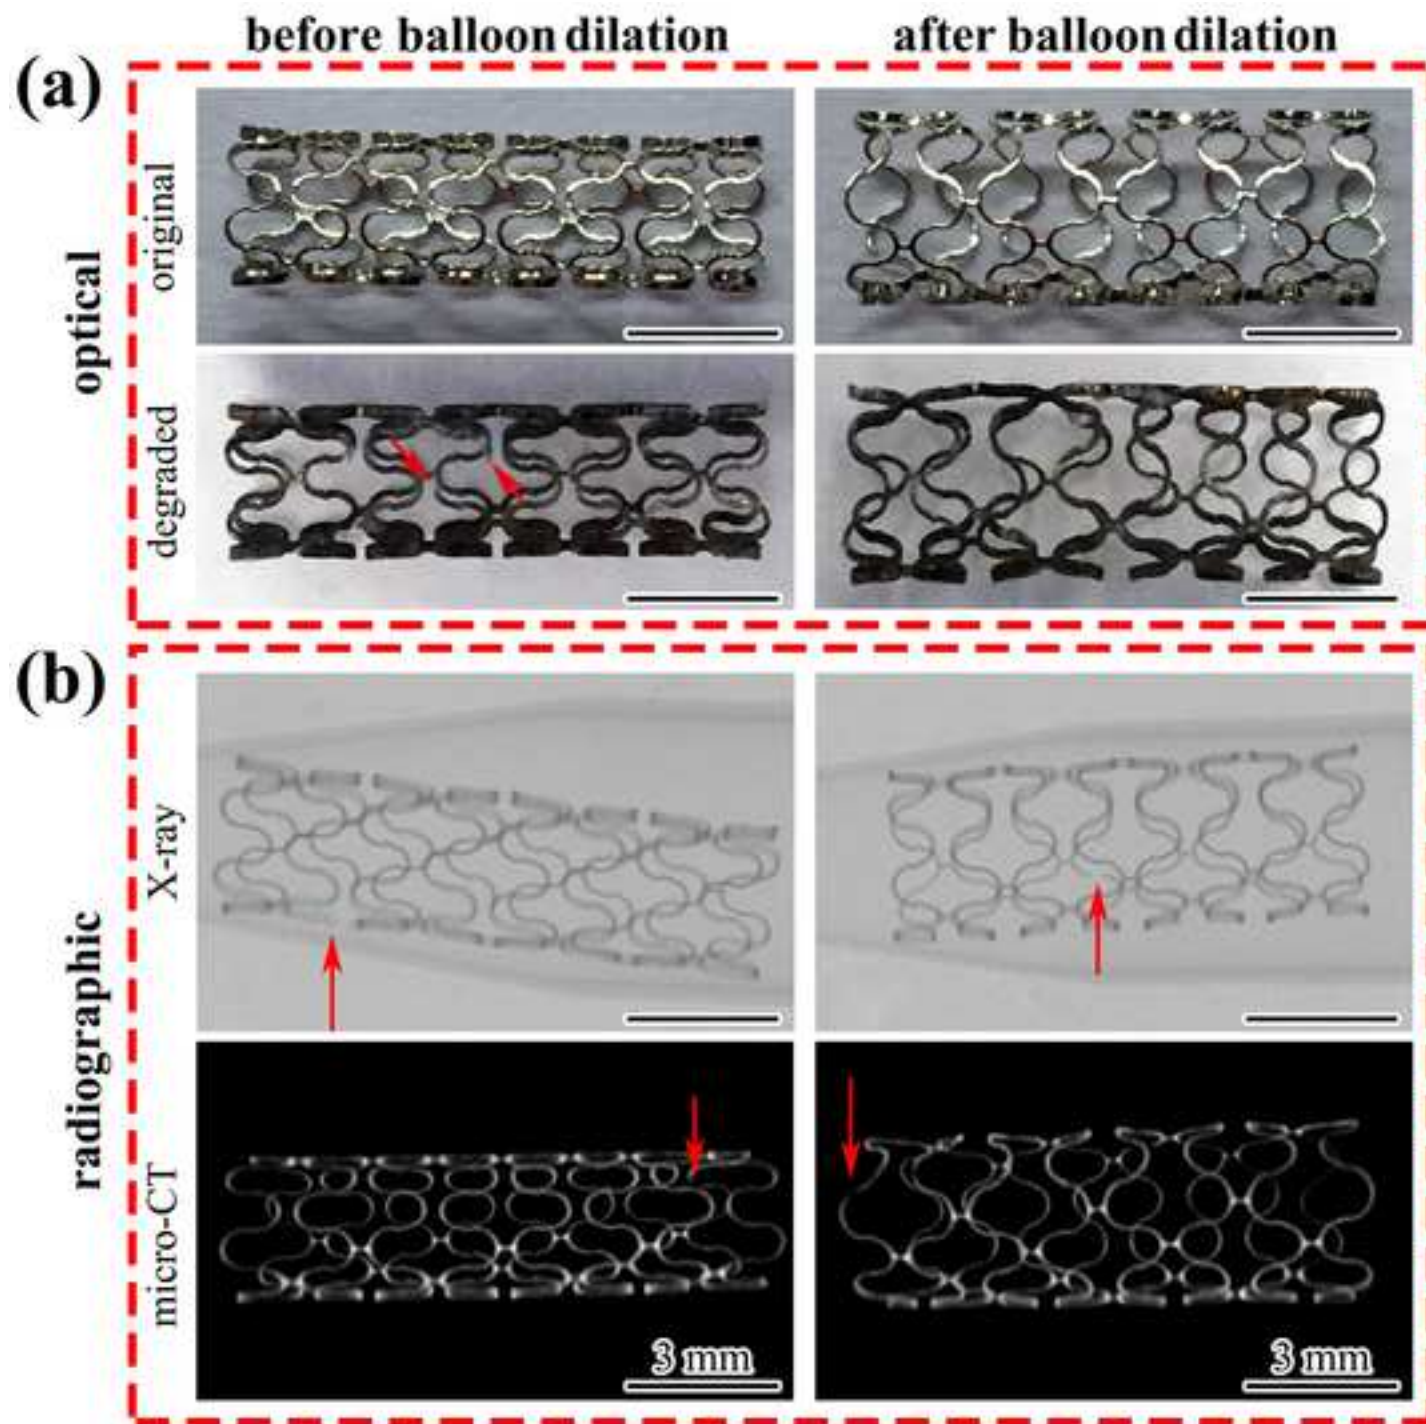 before balloon dilation
after balloon dilation
(a)
optical
original
degraded
(b)
radiographic
X-ray
micro-CT
3 mm
3 mm